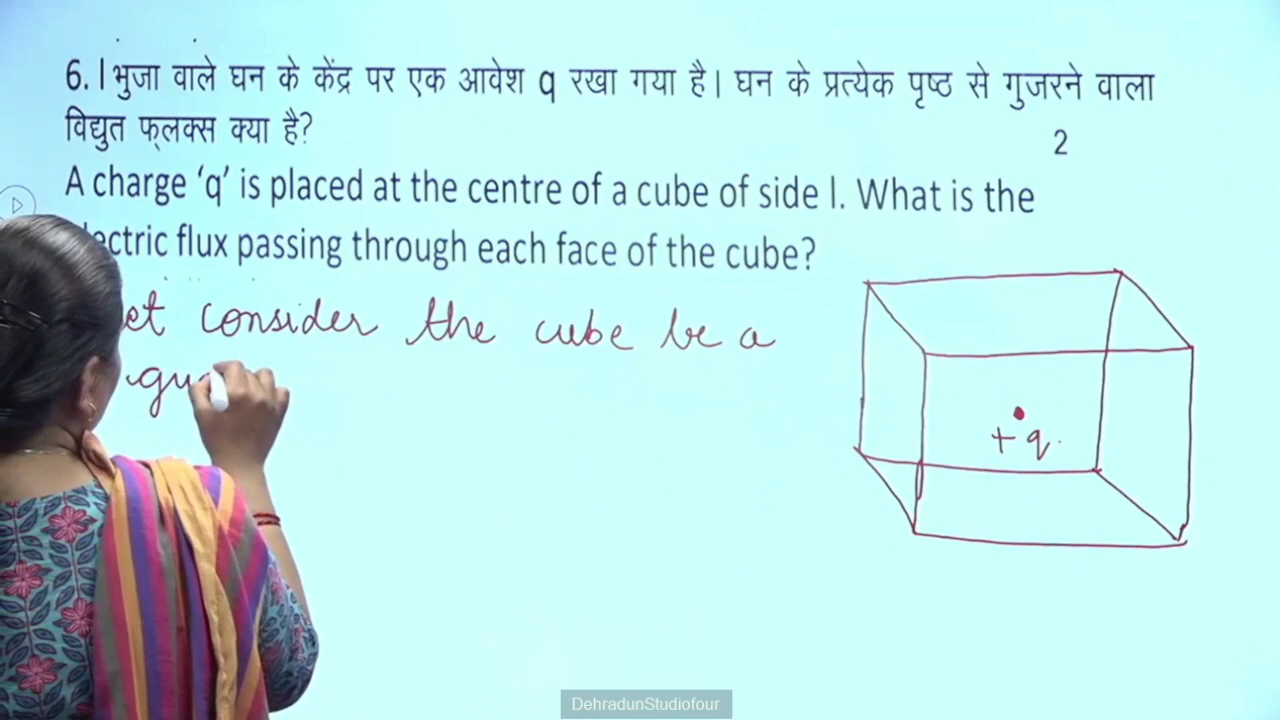 6. l भुजा वाले घन के केंद्र पर एक आवेश q रखा गया है। घन के प्रत्येक पृष्ठ से गुजरने वाला
विद्युत फ्लक्स क्या है?
2
A charge ‘q’ is placed at the centre of a cube of side l. What is the
flux passing through each face of the cube?
consider the cube be a
+q
DehradunStudiofour